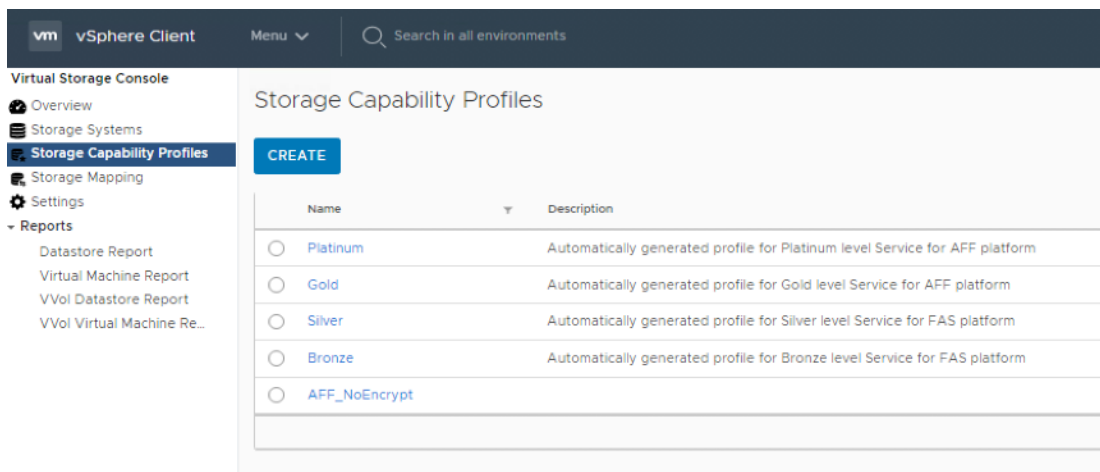 vm vSphere Client Menu Search in all environments
Virtual Storage Console
Overview
Storage Systems
Storage Capability Profiles
Storage Mapping
Settings
Reports
Datastore Report
Virtual Machine Report
VVol Datastore Report
VVol Virtual Machine Re...
Storage Capability Profiles
CREATE
Name Description
Platinum Automatically generated profile for Platinum level Service for AFF platform
Gold Automatically generated profile for Gold level Service for AFF platform
Silver Automatically generated profile for Silver level Service for FAS platform
Bronze Automatically generated profile for Bronze level Service for FAS platform
AFF_NoEncrypt